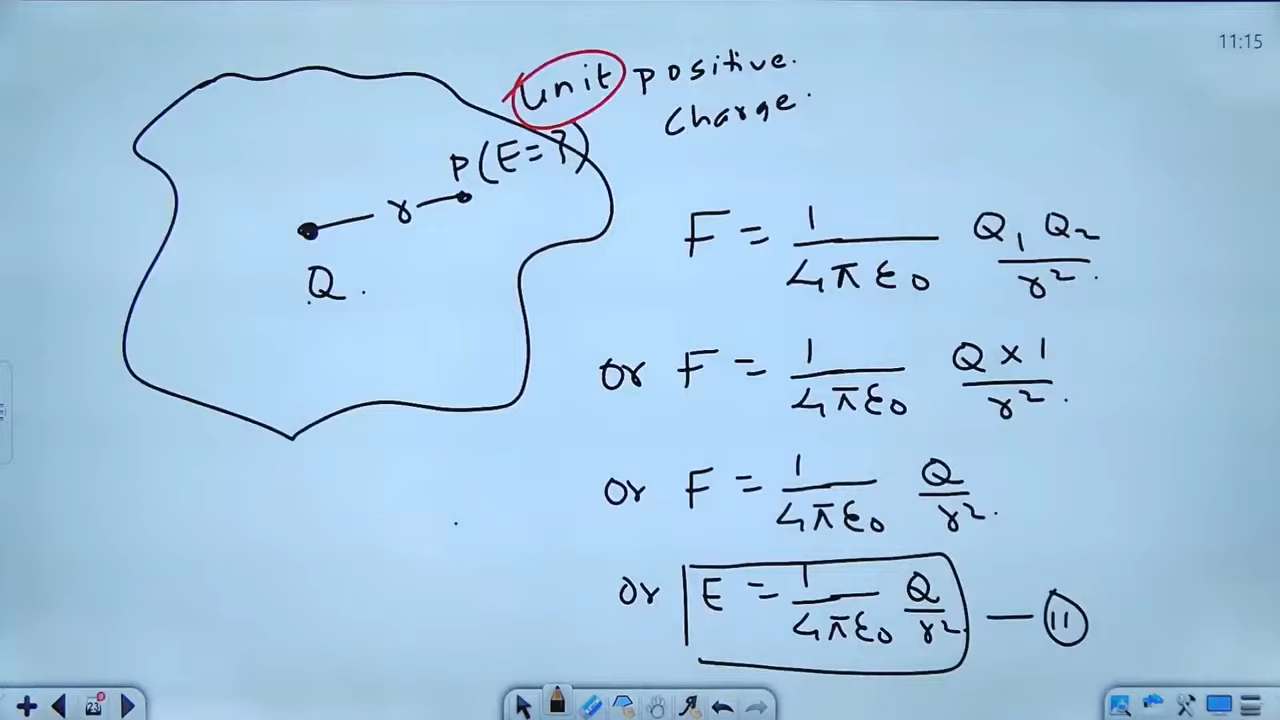 11:15
unit positive.
charge.
P(E=?)
r
Q.
F = 1/4πε0 Q1Q2/r².
or F = 1/4πε0 Q×1/r².
or F = 1/4πε0 Q/r².
or E = 1/4πε0 Q/r² — (11)
23